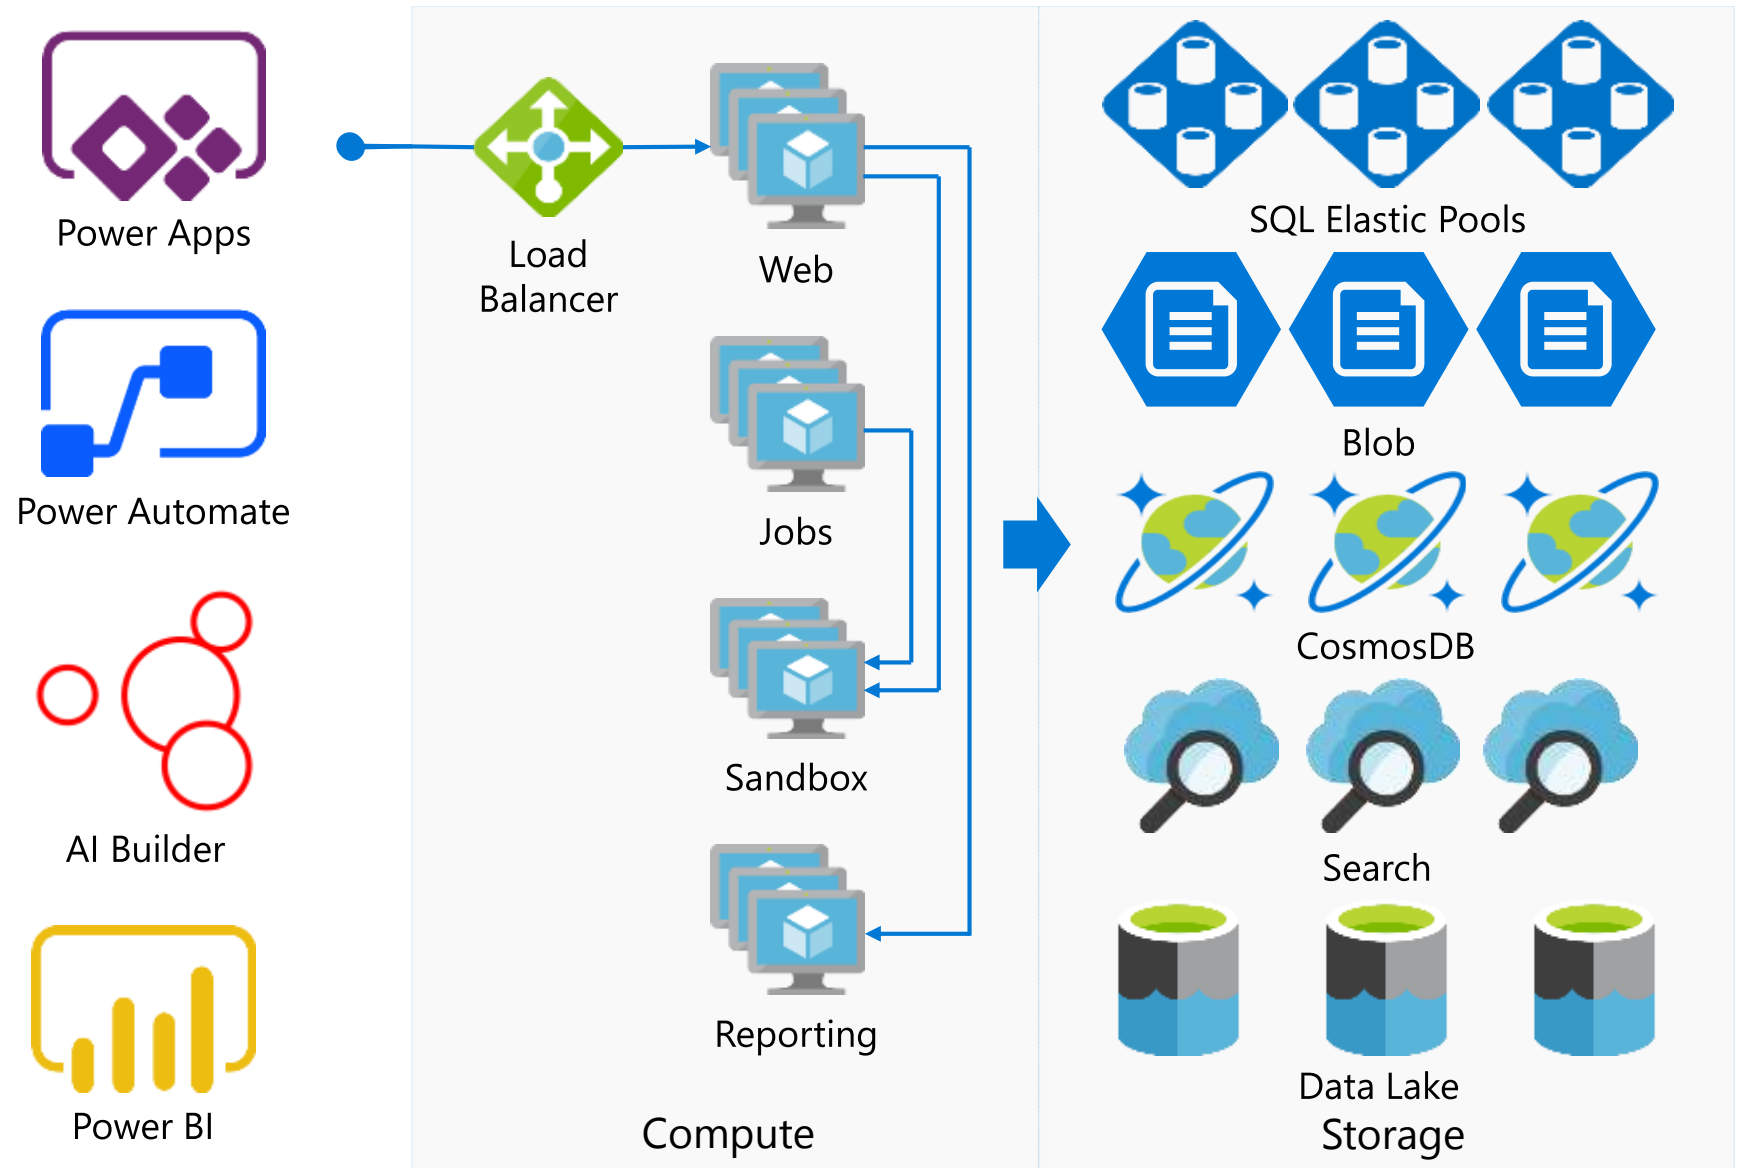 Power Apps
Power Automate
AI Builder
Power BI
Load
Balancer
Web
Jobs
Sandbox
Reporting
Compute
SQL Elastic Pools
Blob
CosmosDB
Search
Data Lake
Storage